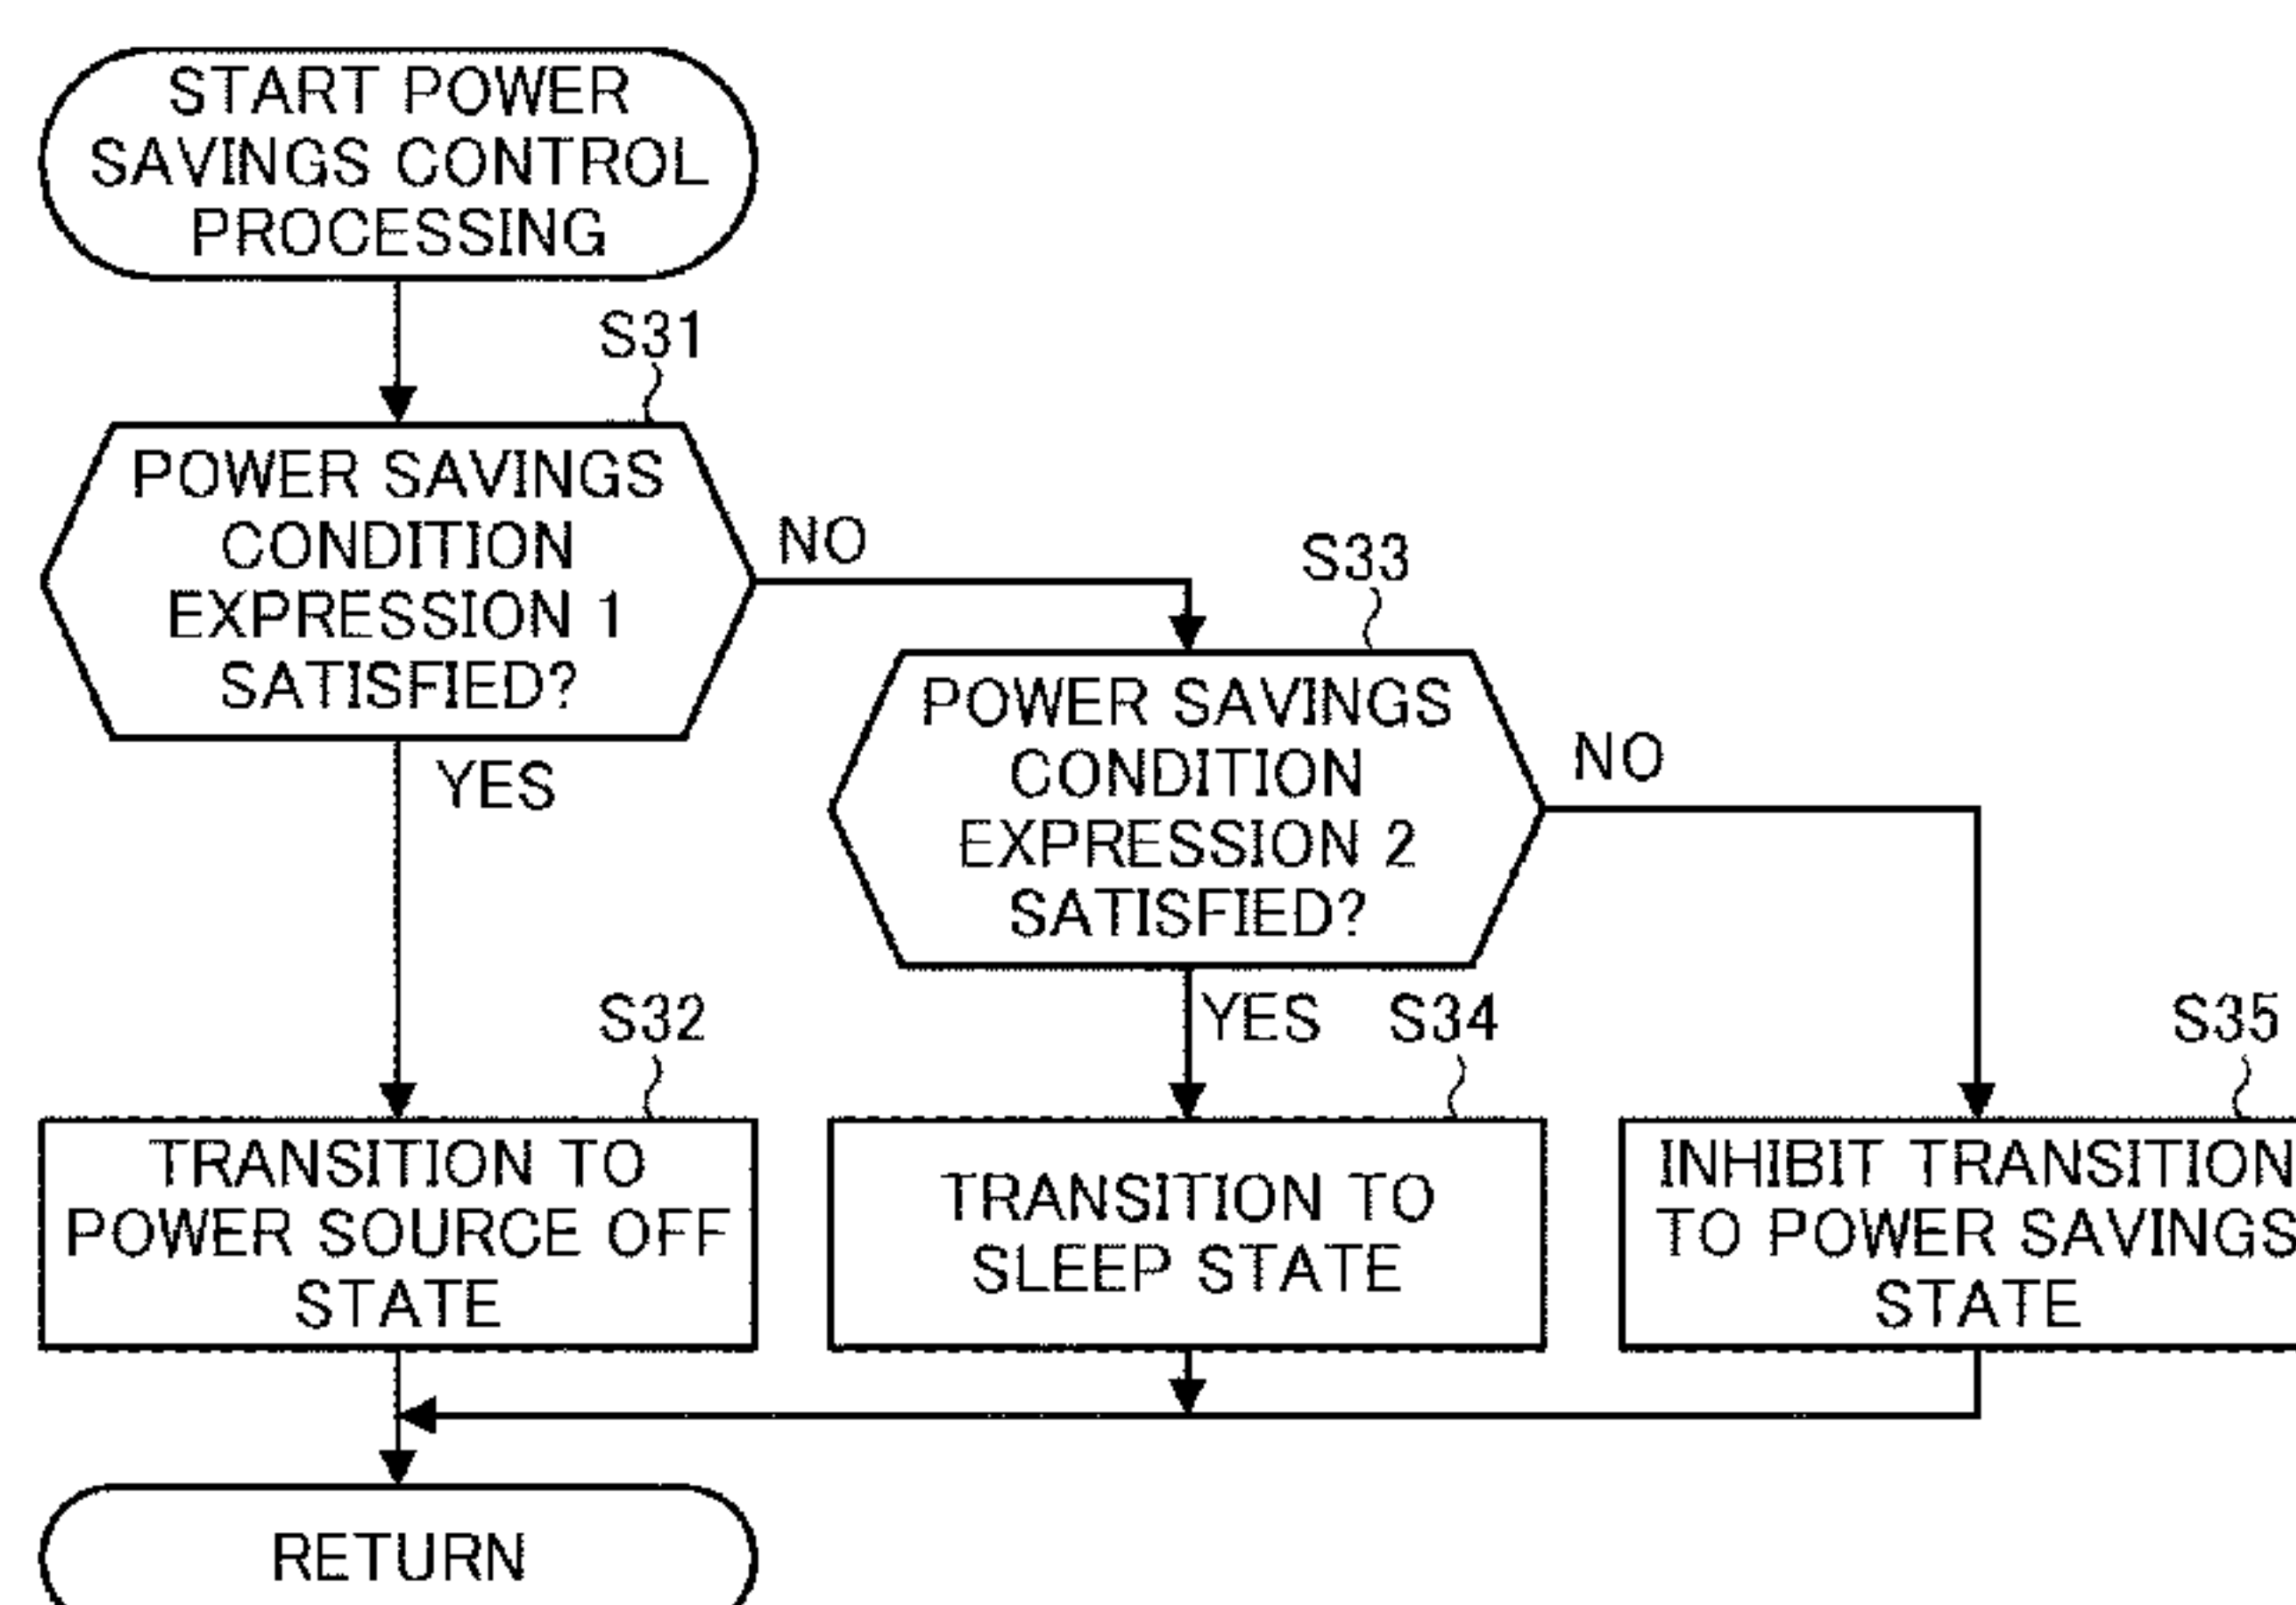 START POWER
SAVINGS CONTROL
PROCESSING
S31
POWER SAVINGS
CONDITION
EXPRESSION 1
SATISFIED?
NO
YES
S33
POWER SAVINGS
CONDITION
EXPRESSION 2
SATISFIED?
NO
YES
S32
TRANSITION TO
POWER SOURCE OFF
STATE
S34
TRANSITION TO
SLEEP STATE
S35
INHIBIT TRANSITION
TO POWER SAVINGS
STATE
RETURN